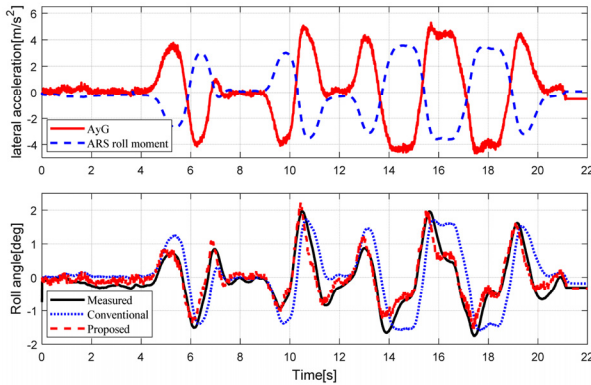 lateral acceleration[m/s²]
6
4
2
0
-2
-4
AyG
ARS roll moment
0 2 4 6 8 10 12 14 16 18 20 22
Roll angle[deg]
2
1
0
-1
-2
Measured
Conventional
Proposed
0 2 4 6 8 10 12 14 16 18 20 22
Time[s]